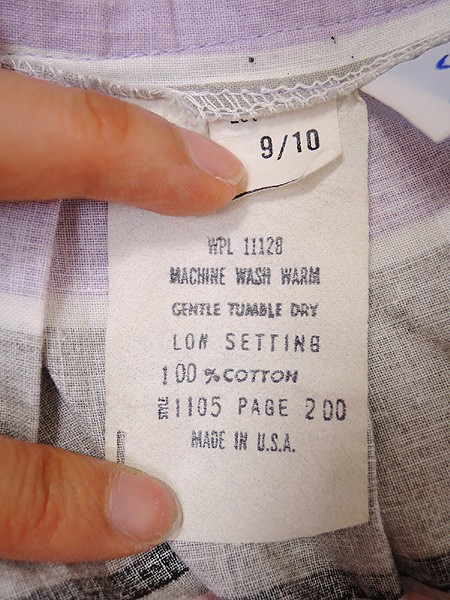 9/10
WPL 11128
MACHINE WASH WARM
GENTLE TUMBLE DRY
LOW SETTING
100 % COTTON
STYLE 1105 PAGE 200
MADE IN U.S.A.